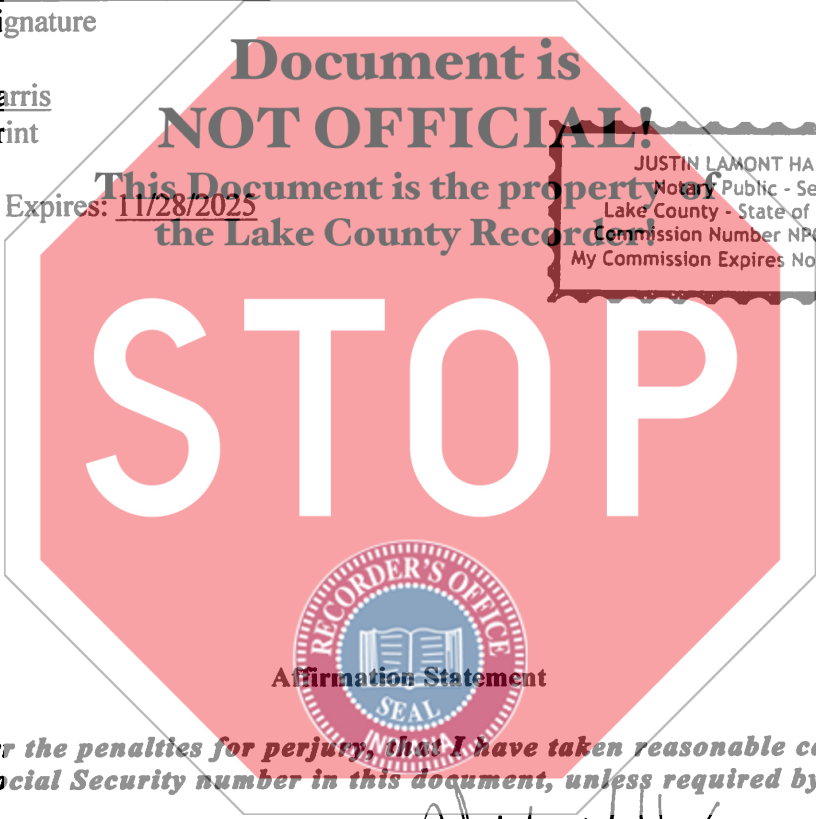 ignature
Document is
arris
NOT OFFICIAL!
rint
JUSTIN LAMONT HA
This Document is the property of
Notary Public - Se
Expires: 11/28/2025
Lake County - State of
the Lake County Recorder!
Commission Number NP
My Commission Expires No
STOP
RECORDER'S OFFICE
Affirmation Statement
SEAL
INDIANA
r the penalties for perjury, that I have taken reasonable ca
ocial Security number in this document, unless required by